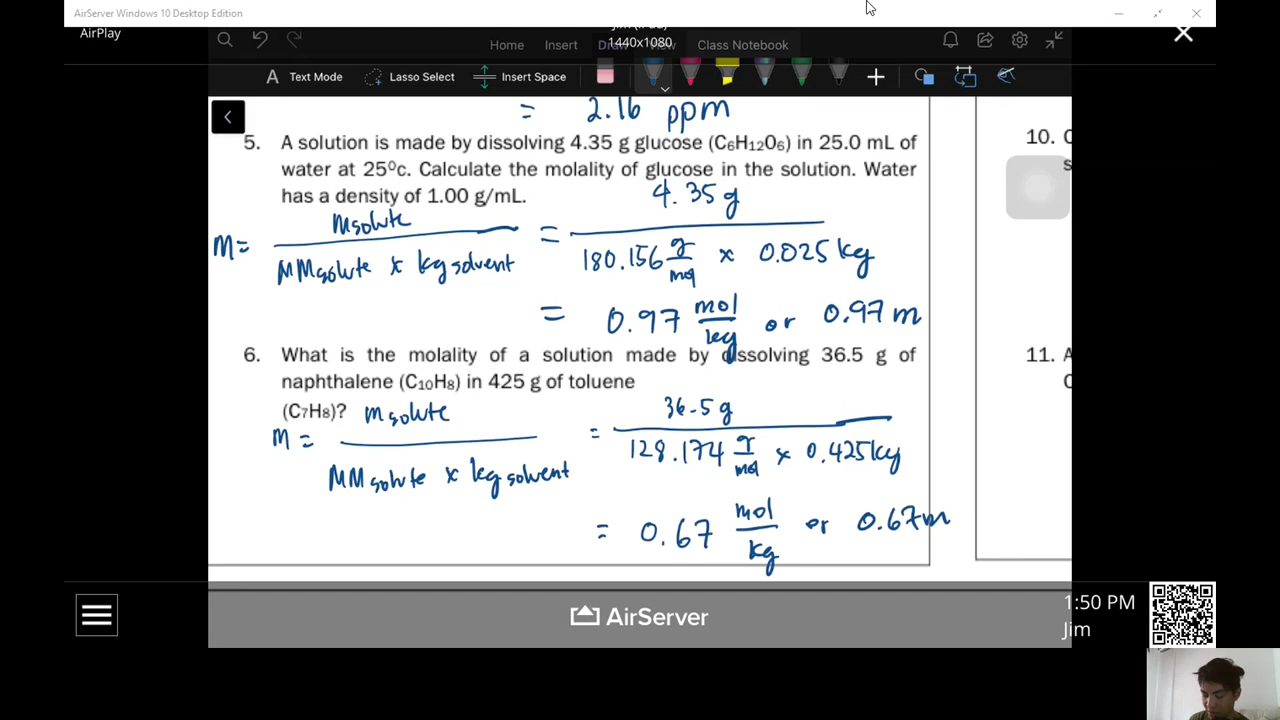 AirServer Windows 10 Desktop Edition
AirPlay
1440x1080
Home Insert Draw View Class Notebook
A Text Mode Lasso Select Insert Space
= 2.16 ppm
5. A solution is made by dissolving 4.35 g glucose (C₆H₁₂O₆) in 25.0 mL of
water at 25⁰c. Calculate the molality of glucose in the solution. Water
has a density of 1.00 g/mL.
m = msolute / MMsolute x kg solvent = 4.35 g / 180.156 g/mol x 0.025 kg
= 0.97 mol/kg or 0.97 m
6. What is the molality of a solution made by dissolving 36.5 g of
naphthalene (C₁₀H₈) in 425 g of toluene
(C₇H₈)?
m = msolute / MMsolute x kg solvent = 36.5 g / 128.174 g/mol x 0.425 kg
= 0.67 mol/kg or 0.67 m
10.
11.
AirServer
1:50 PM
Jim